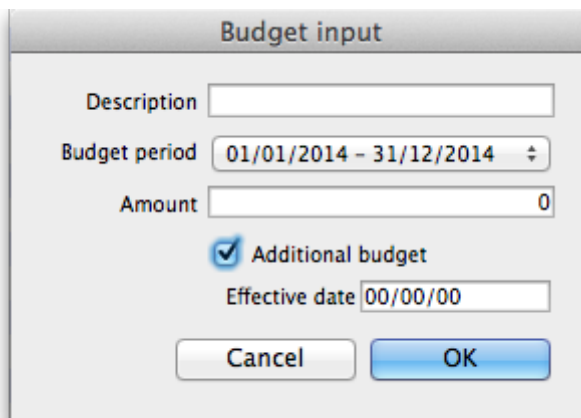 Budget input
Description
Budget period 01/01/2014 – 31/12/2014
Amount 0
Additional budget
Effective date 00/00/00
Cancel OK